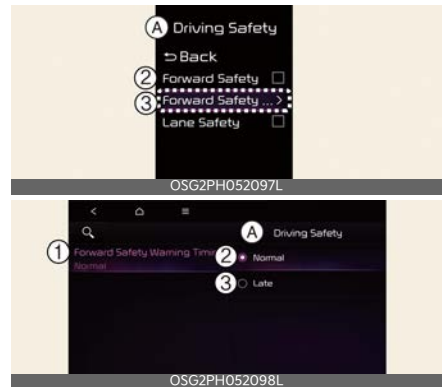 A Driving Safety
Back
2 Forward Safety
3 Forward Safety ... >
Lane Safety
OSG2PH052097L
A Driving Safety
1 Forward Safety Warning Timin
Normal
2 Normal
3 Late
OSG2PH052098L